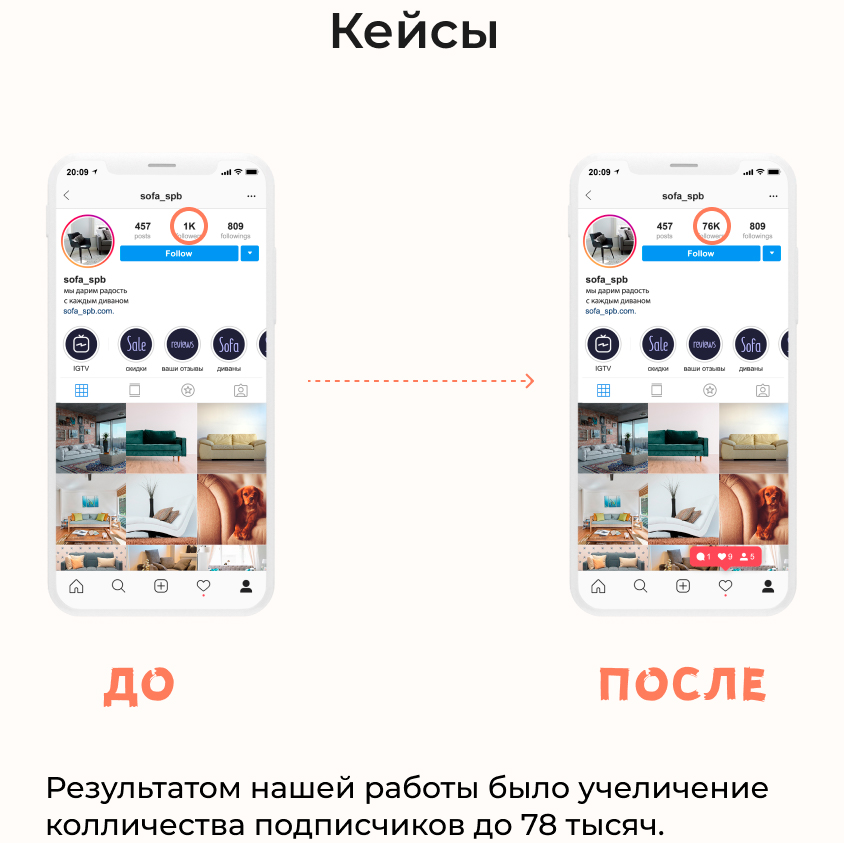 Кейсы
20:09
sofa_spb
457 1K 809
posts followers followings
Follow
sofa_spb
мы дарим радость
с каждым диваном
sofa_spb.com.
Sale reviews Sofa
IGTV скидки ваши отзывы диваны
20:09
sofa_spb
457 76K 809
posts followers followings
Follow
sofa_spb
мы дарим радость
с каждым диваном
sofa_spb.com.
Sale reviews Sofa
IGTV скидки ваши отзывы диваны
1 9 5
ДО
ПОСЛЕ
Результатом нашей работы было учеличение
колличества подписчиков до 78 тысяч.